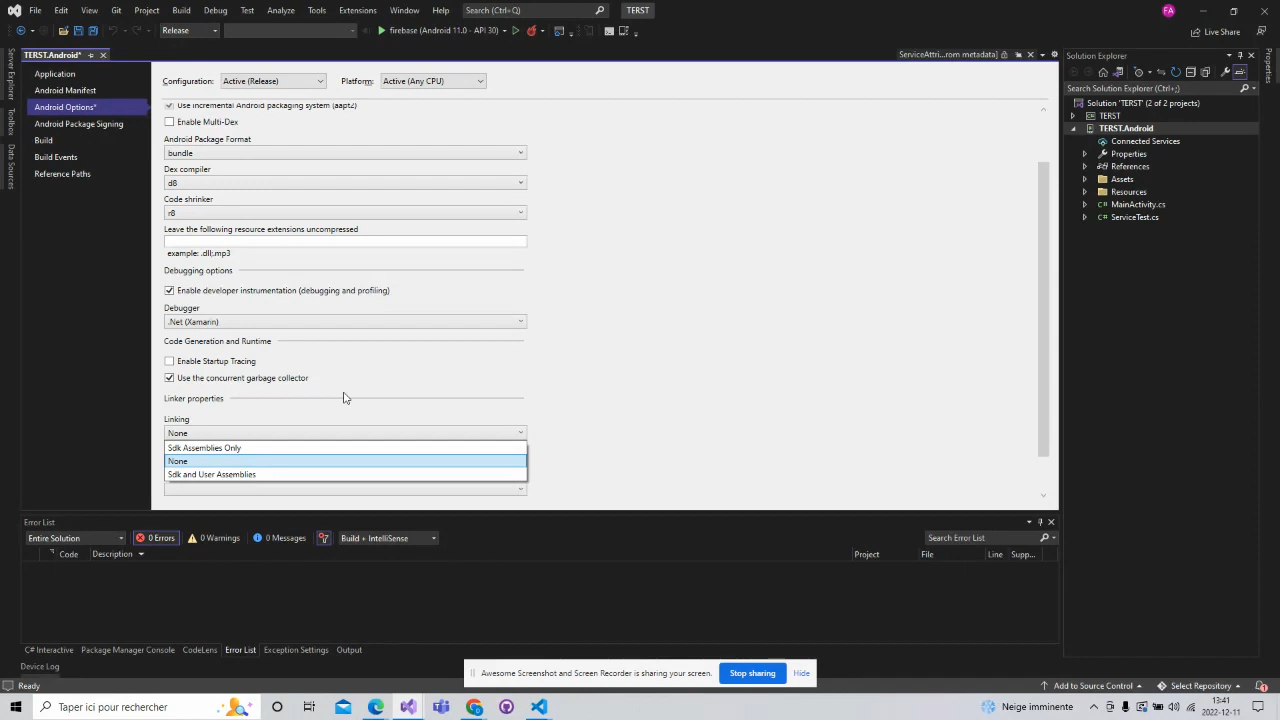 File Edit View Git Project Build Debug Test Analyze Tools Extensions Window Help Search (Ctrl+Q) TERST FA
Release firebase (Android 11.0 - API 30) Live Share
TERST.Android* ServiceAttri...rom metadata]
Server Explorer
Toolbox
Data Sources
Application
Android Manifest
Android Options*
Android Package Signing
Build
Build Events
Reference Paths
Configuration: Active (Release) Platform: Active (Any CPU)
Use incremental Android packaging system (aapt2)
Enable Multi-Dex
Android Package Format
bundle
Dex compiler
d8
Code shrinker
r8
Leave the following resource extensions uncompressed
example: .dll;.mp3
Debugging options
Enable developer instrumentation (debugging and profiling)
Debugger
.Net (Xamarin)
Code Generation and Runtime
Enable Startup Tracing
Use the concurrent garbage collector
Linker properties
Linking
None
Sdk Assemblies Only
None
Sdk and User Assemblies
Solution Explorer
Search Solution Explorer (Ctrl+;)
Solution 'TERST' (2 of 2 projects)
TERST
TERST.Android
Connected Services
Properties
References
Assets
Resources
C# MainActivity.cs
C# ServiceTest.cs
Properties
Error List
Entire Solution 0 Errors 0 Warnings 0 Messages Build + IntelliSense Search Error List
Code Description Project File Line Supp...
C# Interactive Package Manager Console CodeLens Error List Exception Settings Output
Device Log
Awesome Screenshot and Screen Recorder is sharing your screen. Stop sharing Hide
Ready Add to Source Control Select Repository 1
Taper ici pour rechercher Neige imminente 13:41
2022-12-11